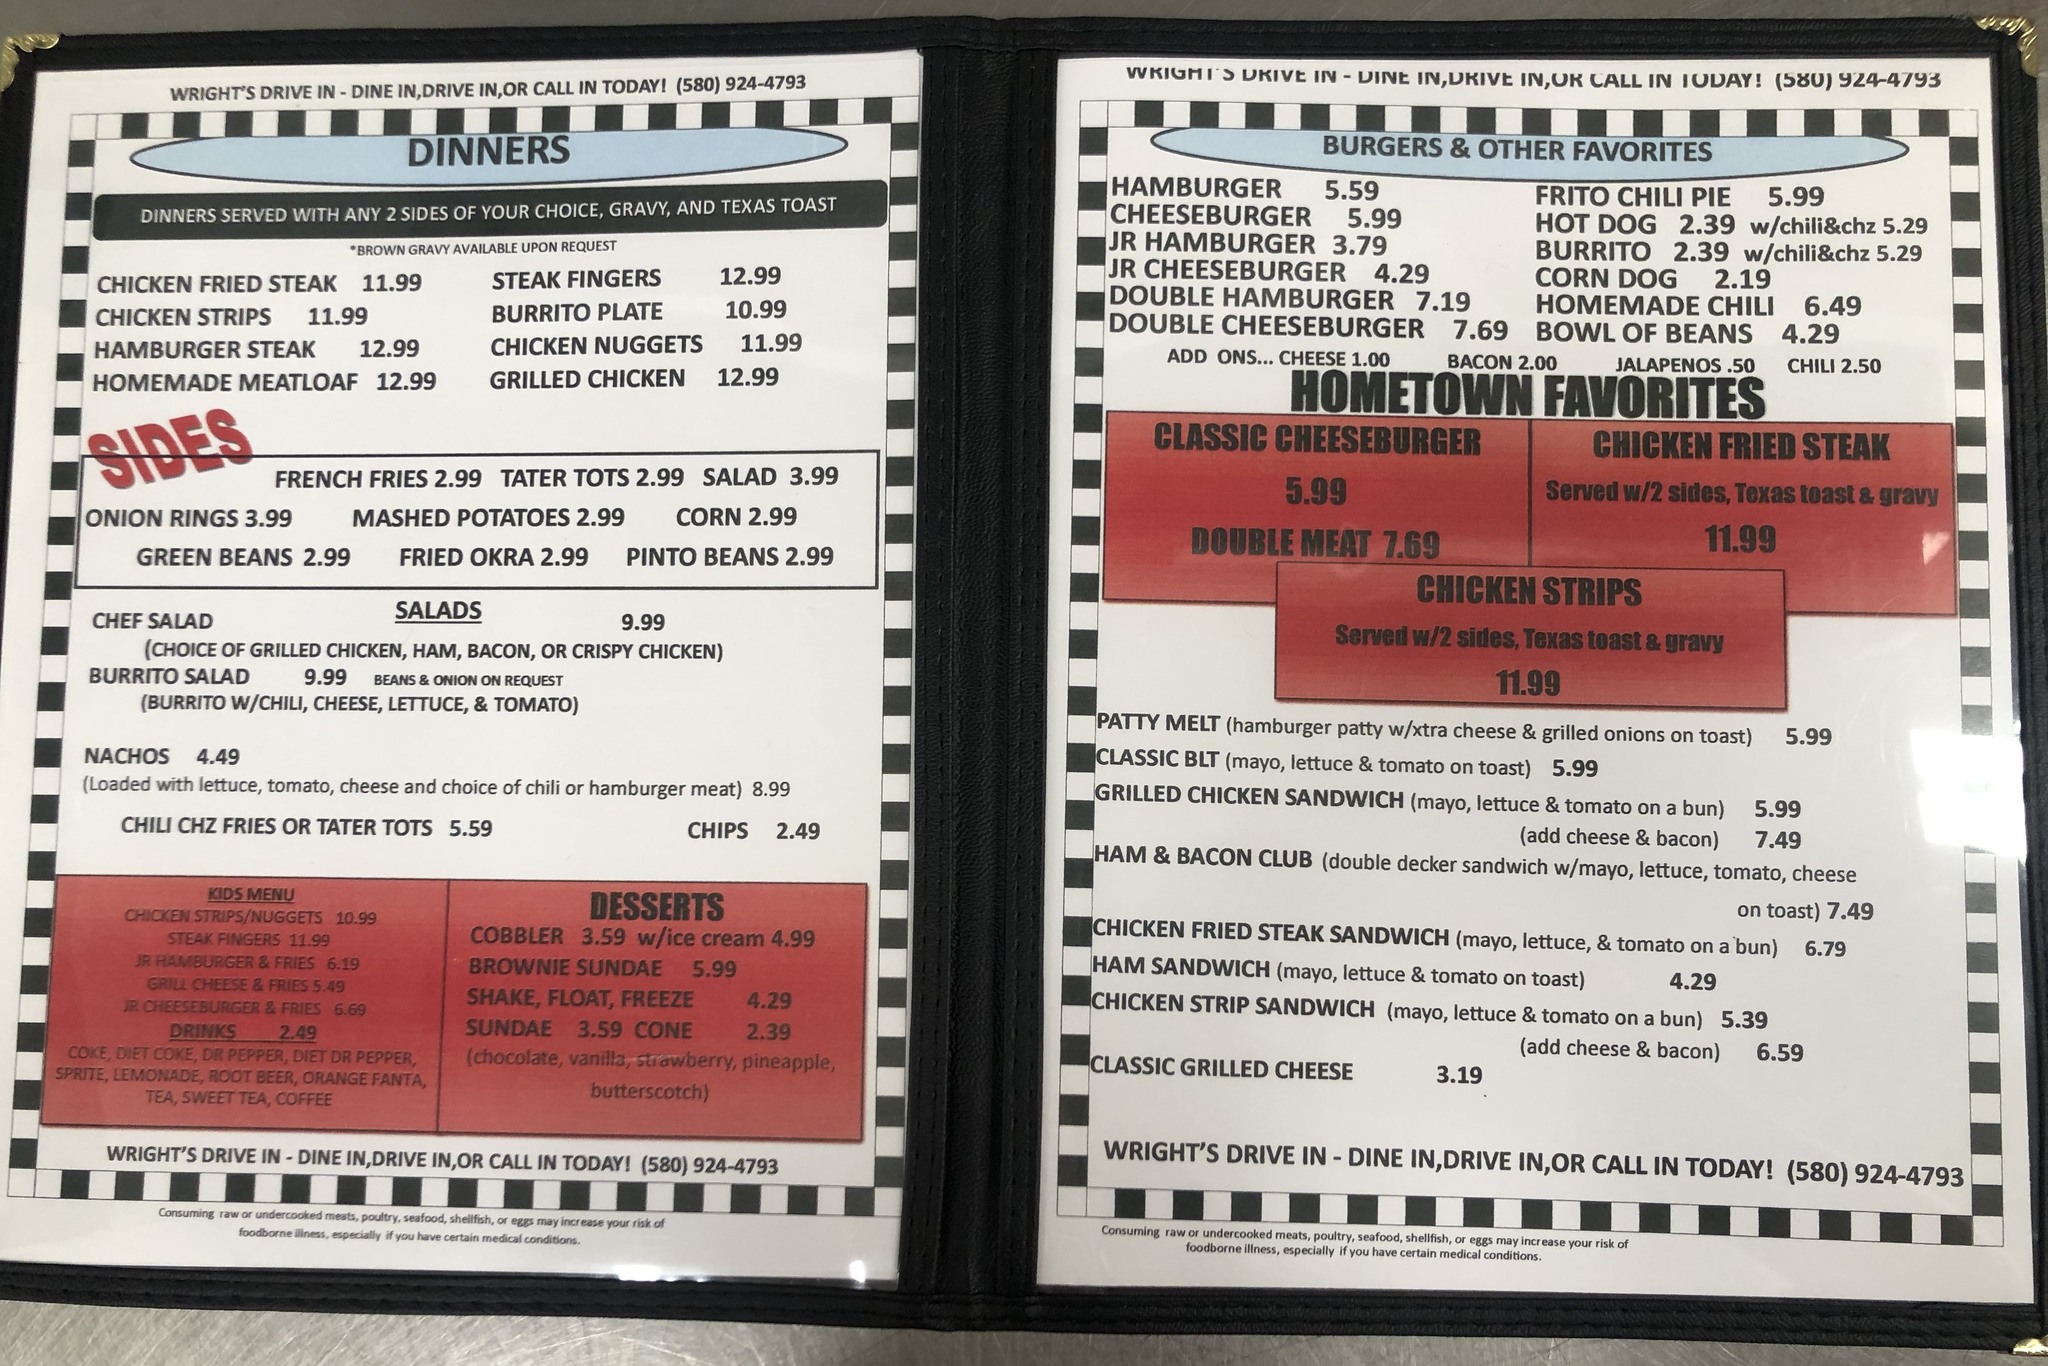 WRIGHT'S DRIVE IN - DINE IN,DRIVE IN,OR CALL IN TODAY! (580) 924-4793
DINNERS
DINNERS SERVED WITH ANY 2 SIDES OF YOUR CHOICE, GRAVY, AND TEXAS TOAST
*BROWN GRAVY AVAILABLE UPON REQUEST
CHICKEN FRIED STEAK 11.99 STEAK FINGERS 12.99
CHICKEN STRIPS 11.99 BURRITO PLATE 10.99
HAMBURGER STEAK 12.99 CHICKEN NUGGETS 11.99
HOMEMADE MEATLOAF 12.99 GRILLED CHICKEN 12.99
SIDES
FRENCH FRIES 2.99 TATER TOTS 2.99 SALAD 3.99
ONION RINGS 3.99 MASHED POTATOES 2.99 CORN 2.99
GREEN BEANS 2.99 FRIED OKRA 2.99 PINTO BEANS 2.99
SALADS
CHEF SALAD 9.99
(CHOICE OF GRILLED CHICKEN, HAM, BACON, OR CRISPY CHICKEN)
BURRITO SALAD 9.99 BEANS & ONION ON REQUEST
(BURRITO W/CHILI, CHEESE, LETTUCE, & TOMATO)
NACHOS 4.49
(Loaded with lettuce, tomato, cheese and choice of chili or hamburger meat) 8.99
CHILI CHZ FRIES OR TATER TOTS 5.59 CHIPS 2.49
KIDS MENU
CHICKEN STRIPS/NUGGETS 10.99
STEAK FINGERS 11.99
JR HAMBURGER & FRIES 6.19
GRILL CHEESE & FRIES 5.49
JR CHEESEBURGER & FRIES 6.69
DRINKS 2.49
COKE, DIET COKE, DR PEPPER, DIET DR PEPPER,
SPRITE, LEMONADE, ROOT BEER, ORANGE FANTA,
TEA, SWEET TEA, COFFEE
DESSERTS
COBBLER 3.59 w/ice cream 4.99
BROWNIE SUNDAE 5.99
SHAKE, FLOAT, FREEZE 4.29
SUNDAE 3.59 CONE 2.39
(chocolate, vanilla, strawberry, pineapple,
butterscotch)
WRIGHT'S DRIVE IN - DINE IN,DRIVE IN,OR CALL IN TODAY! (580) 924-4793
Consuming raw or undercooked meats, poultry, seafood, shellfish, or eggs may increase your risk of
foodborne illness, especially if you have certain medical conditions.
WRIGHT'S DRIVE IN - DINE IN,DRIVE IN,OR CALL IN TODAY! (580) 924-4793
BURGERS & OTHER FAVORITES
HAMBURGER 5.59
CHEESEBURGER 5.99
JR HAMBURGER 3.79
JR CHEESEBURGER 4.29
DOUBLE HAMBURGER 7.19
DOUBLE CHEESEBURGER 7.69
FRITO CHILI PIE 5.99
HOT DOG 2.39 w/chili&chz 5.29
BURRITO 2.39 w/chili&chz 5.29
CORN DOG 2.19
HOMEMADE CHILI 6.49
BOWL OF BEANS 4.29
ADD ONS... CHEESE 1.00 BACON 2.00 JALAPENOS .50 CHILI 2.50
HOMETOWN FAVORITES
CLASSIC CHEESEBURGER
5.99
DOUBLE MEAT 7.69
CHICKEN FRIED STEAK
Served w/2 sides, Texas toast & gravy
11.99
CHICKEN STRIPS
Served w/2 sides, Texas toast & gravy
11.99
PATTY MELT (hamburger patty w/xtra cheese & grilled onions on toast) 5.99
CLASSIC BLT (mayo, lettuce & tomato on toast) 5.99
GRILLED CHICKEN SANDWICH (mayo, lettuce & tomato on a bun) 5.99
(add cheese & bacon) 7.49
HAM & BACON CLUB (double decker sandwich w/mayo, lettuce, tomato, cheese
on toast) 7.49
CHICKEN FRIED STEAK SANDWICH (mayo, lettuce, & tomato on a bun) 6.79
HAM SANDWICH (mayo, lettuce & tomato on toast) 4.29
CHICKEN STRIP SANDWICH (mayo, lettuce & tomato on a bun) 5.39
(add cheese & bacon) 6.59
CLASSIC GRILLED CHEESE 3.19
WRIGHT'S DRIVE IN - DINE IN,DRIVE IN,OR CALL IN TODAY! (580) 924-4793
Consuming raw or undercooked meats, poultry, seafood, shellfish, or eggs may increase your risk of
foodborne illness, especially if you have certain medical conditions.